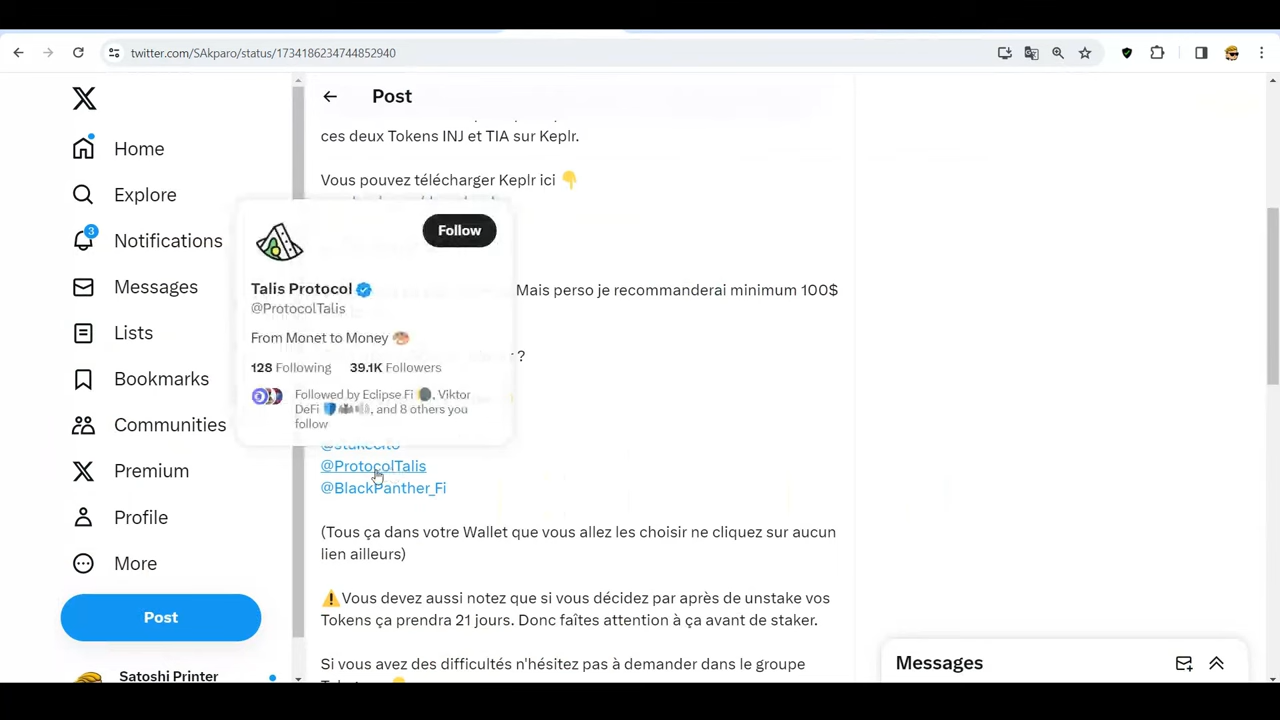 twitter.com/SAkparo/status/1734186234744852940
Post
Home
Explore
3
Notifications
Messages
Lists
Bookmarks
Communities
Premium
Profile
More
Post
Satoshi Printer
ces deux Tokens INJ et TIA sur Keplr.
Vous pouvez télécharger Keplr ici 👇
Follow
Talis Protocol
@ProtocolTalis
From Monet to Money 🎨
128 Following 39.1K Followers
Followed by Eclipse Fi 🌘, Viktor
DeFi 🛡️🦇🔊, and 8 others you
follow
Mais perso je recommanderai minimum 100$
?
@stakecito
@ProtocolTalis
@BlackPanther_Fi
(Tous ça dans votre Wallet que vous allez les choisir ne cliquez sur aucun
lien ailleurs)
⚠️Vous devez aussi notez que si vous décidez par après de unstake vos
Tokens ça prendra 21 jours. Donc faîtes attention à ça avant de staker.
Si vous avez des difficultés n'hésitez pas à demander dans le groupe
Messages